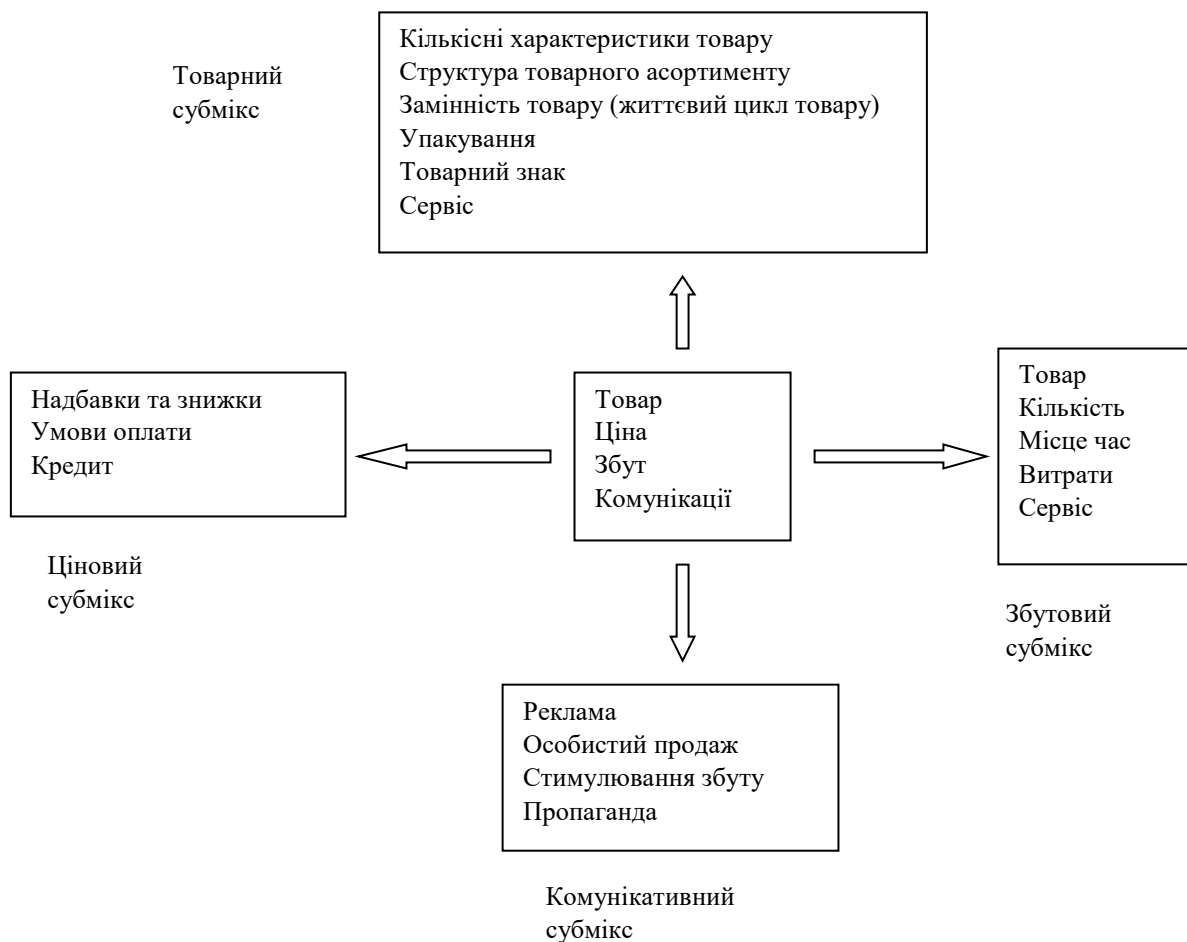 Товарний
субмікс
Кількісні характеристики товару
Структура товарного асортименту
Замінність товару (життєвий цикл товару)
Упакування
Товарний знак
Сервіс
Надбавки та знижки
Умови оплати
Кредит
Ціновий
субмікс
Товар
Ціна
Збут
Комунікації
Товар
Кількість
Місце час
Витрати
Сервіс
Збутовий
субмікс
Реклама
Особистий продаж
Стимулювання збуту
Пропаганда
Комунікативний
субмікс